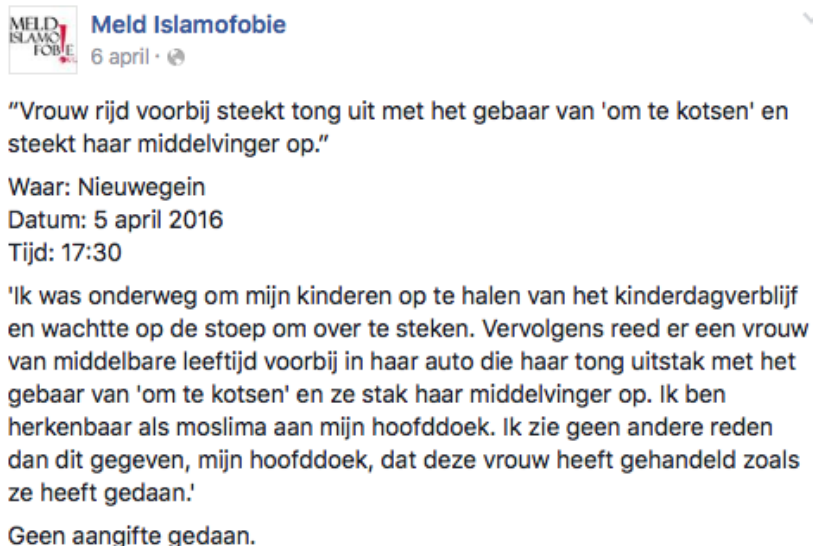 MELD
ISLAMO
FOBIE
Meld Islamofobie
6 april ·
"Vrouw rijd voorbij steekt tong uit met het gebaar van 'om te kotsen' en
steekt haar middelvinger op."
Waar: Nieuwegein
Datum: 5 april 2016
Tijd: 17:30
'Ik was onderweg om mijn kinderen op te halen van het kinderdagverblijf
en wachtte op de stoep om over te steken. Vervolgens reed er een vrouw
van middelbare leeftijd voorbij in haar auto die haar tong uitstak met het
gebaar van 'om te kotsen' en ze stak haar middelvinger op. Ik ben
herkenbaar als moslima aan mijn hoofddoek. Ik zie geen andere reden
dan dit gegeven, mijn hoofddoek, dat deze vrouw heeft gehandeld zoals
ze heeft gedaan.'
Geen aangifte gedaan.